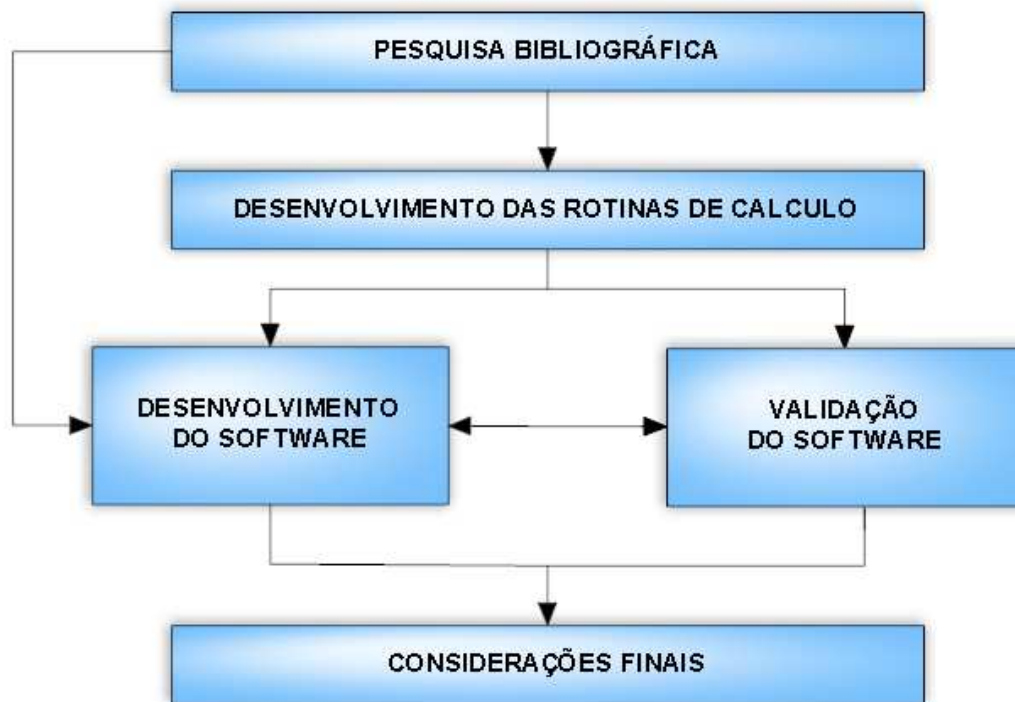 PESQUISA BIBLIOGRÁFICA
DESENVOLVIMENTO DAS ROTINAS DE CALCULO
DESENVOLVIMENTO
DO SOFTWARE
VALIDAÇÃO
DO SOFTWARE
CONSIDERAÇÕES FINAIS